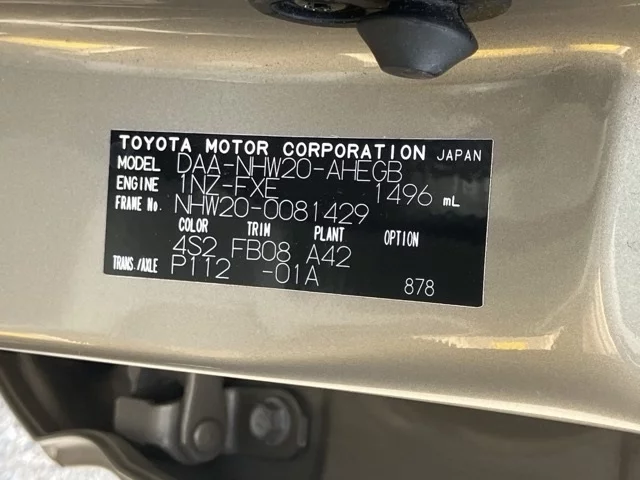 TOYOTA MOTOR CORPORATION JAPAN
MODEL DAA-NHW20-AHEGB
ENGINE 1NZ-FXE 1496 mL
FRAME No. NHW20-0081429
COLOR TRIM PLANT OPTION
4S2 FB08 A42
TRANS./AXLE P112 -01A 878